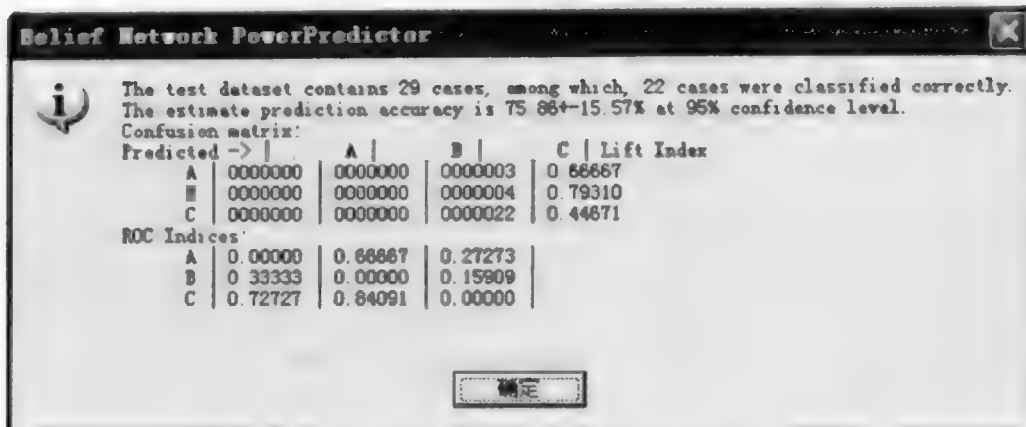 Belief Network PowerPredictor
The test dataset contains 29 cases, among which, 22 cases were classified correctly.
The estimate prediction accuracy is 75.86+-15.57% at 95% confidence level.
Confusion matrix:
Predicted -> | A | B | C | Lift Index
A | 0000000 | 0000000 | 0000003 | 0.66667
B | 0000000 | 0000000 | 0000004 | 0.79310
C | 0000000 | 0000000 | 0000022 | 0.44671
ROC Indices:
A | 0.00000 | 0.66667 | 0.27273 |
B | 0.33333 | 0.00000 | 0.15909 |
C | 0.72727 | 0.84091 | 0.00000 |
确定